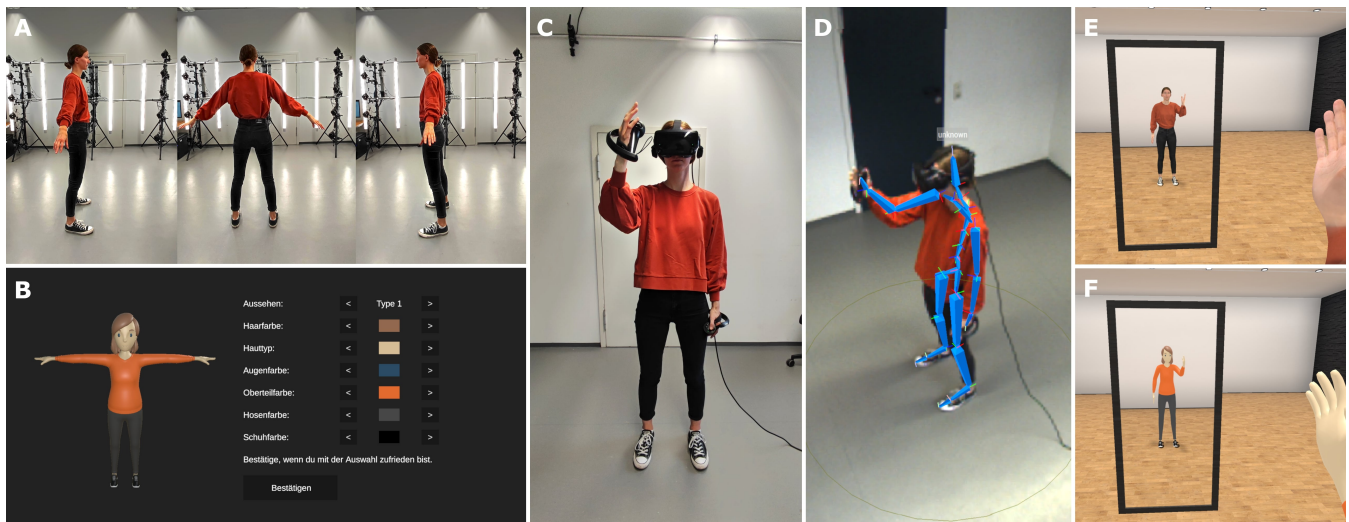 A
B
Aussehen: < Type 1 >
Haarfarbe: < >
Hauttyp: < >
Augenfarbe: < >
Oberteilfarbe: < >
Hosenfarbe: < >
Schuhfarbe: < >
Bestätige, wenn du mit der Auswahl zufrieden bist.
Bestätigen
C
D
unknown
E
F